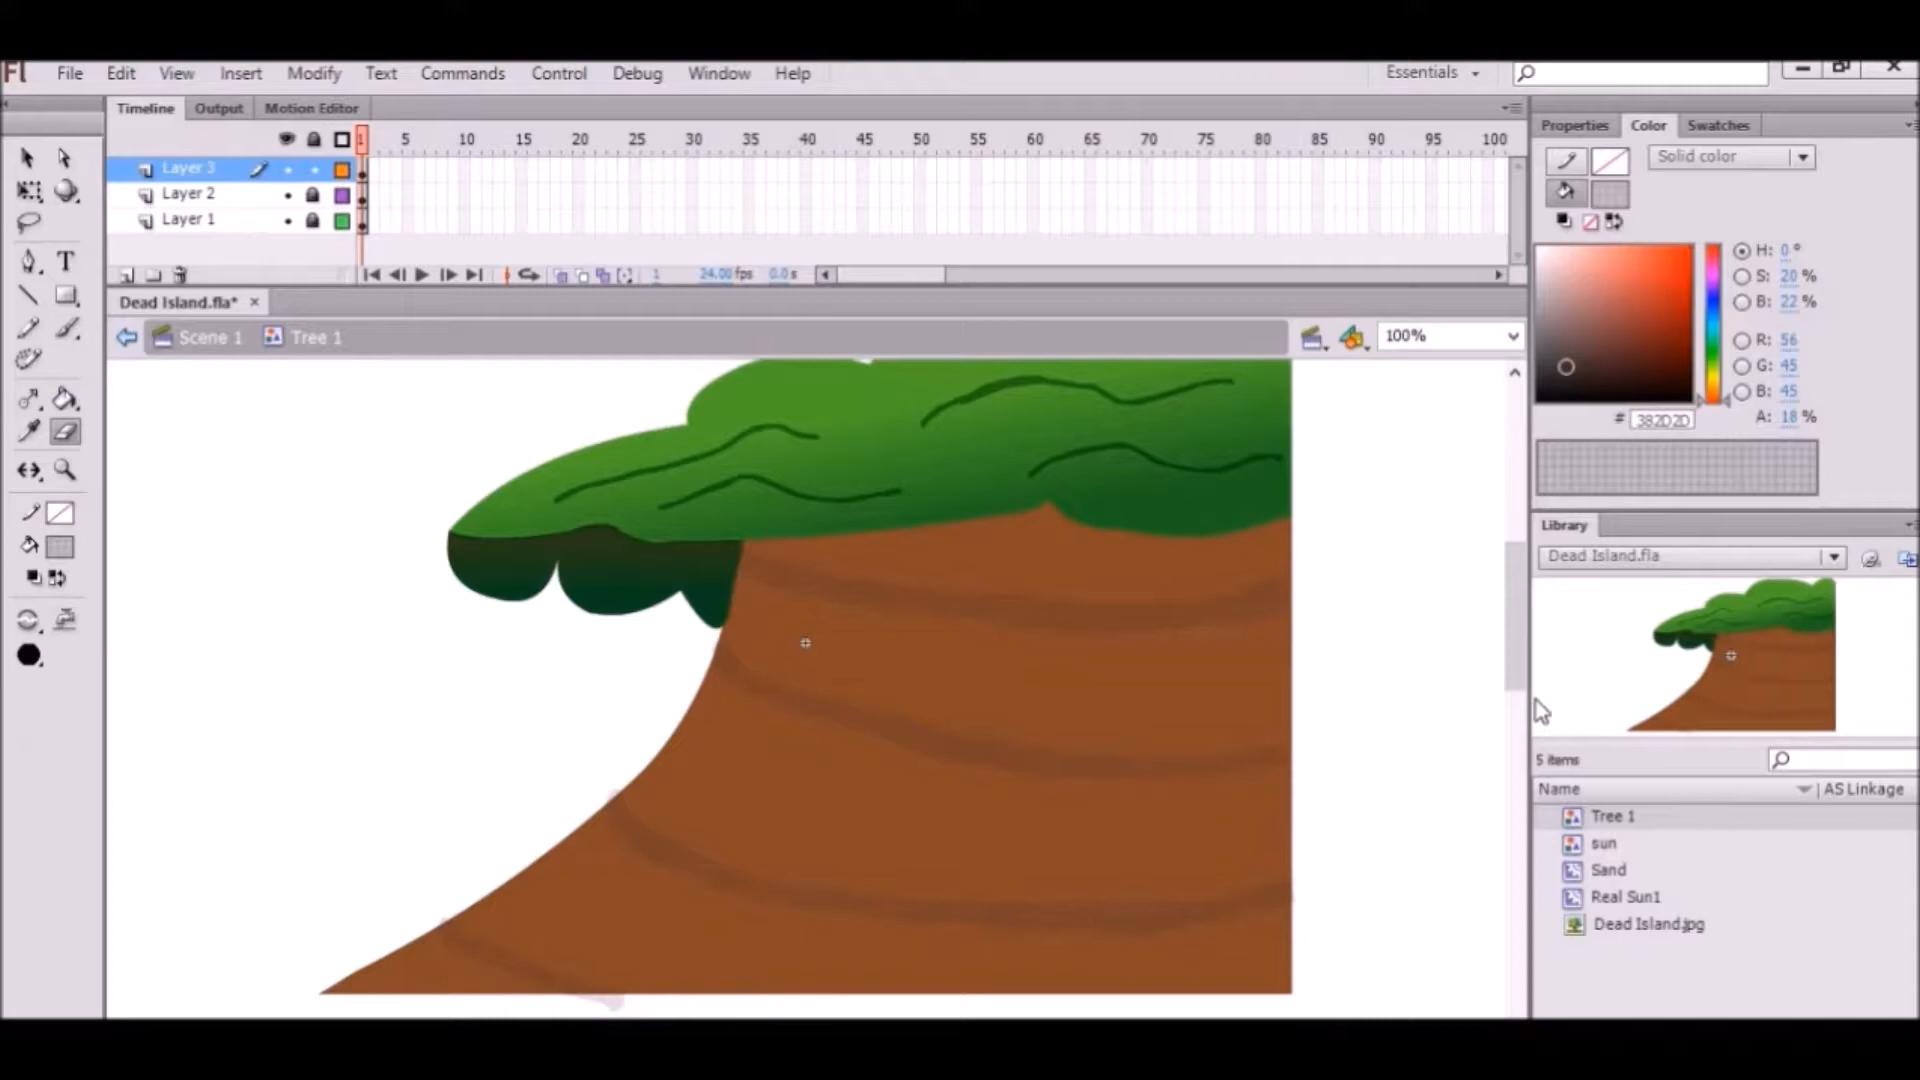 Fl File Edit View Insert Modify Text Commands Control Debug Window Help Essentials
Timeline Output Motion Editor
1 5 10 15 20 25 30 35 40 45 50 55 60 65 70 75 80 85 90 95 100
Layer 3
Layer 2
Layer 1
1 24.00 fps 0.0 s
Dead Island.fla*
Scene 1 Tree 1 100%
T
Properties Color Swatches
Solid color
H: 0 °
S: 20 %
B: 22 %
R: 56
G: 45
B: 45
# 382D2D A: 18 %
Library
Dead Island.fla
5 items
Name AS Linkage
Tree 1
sun
Sand
Real Sun1
Dead Island.jpg